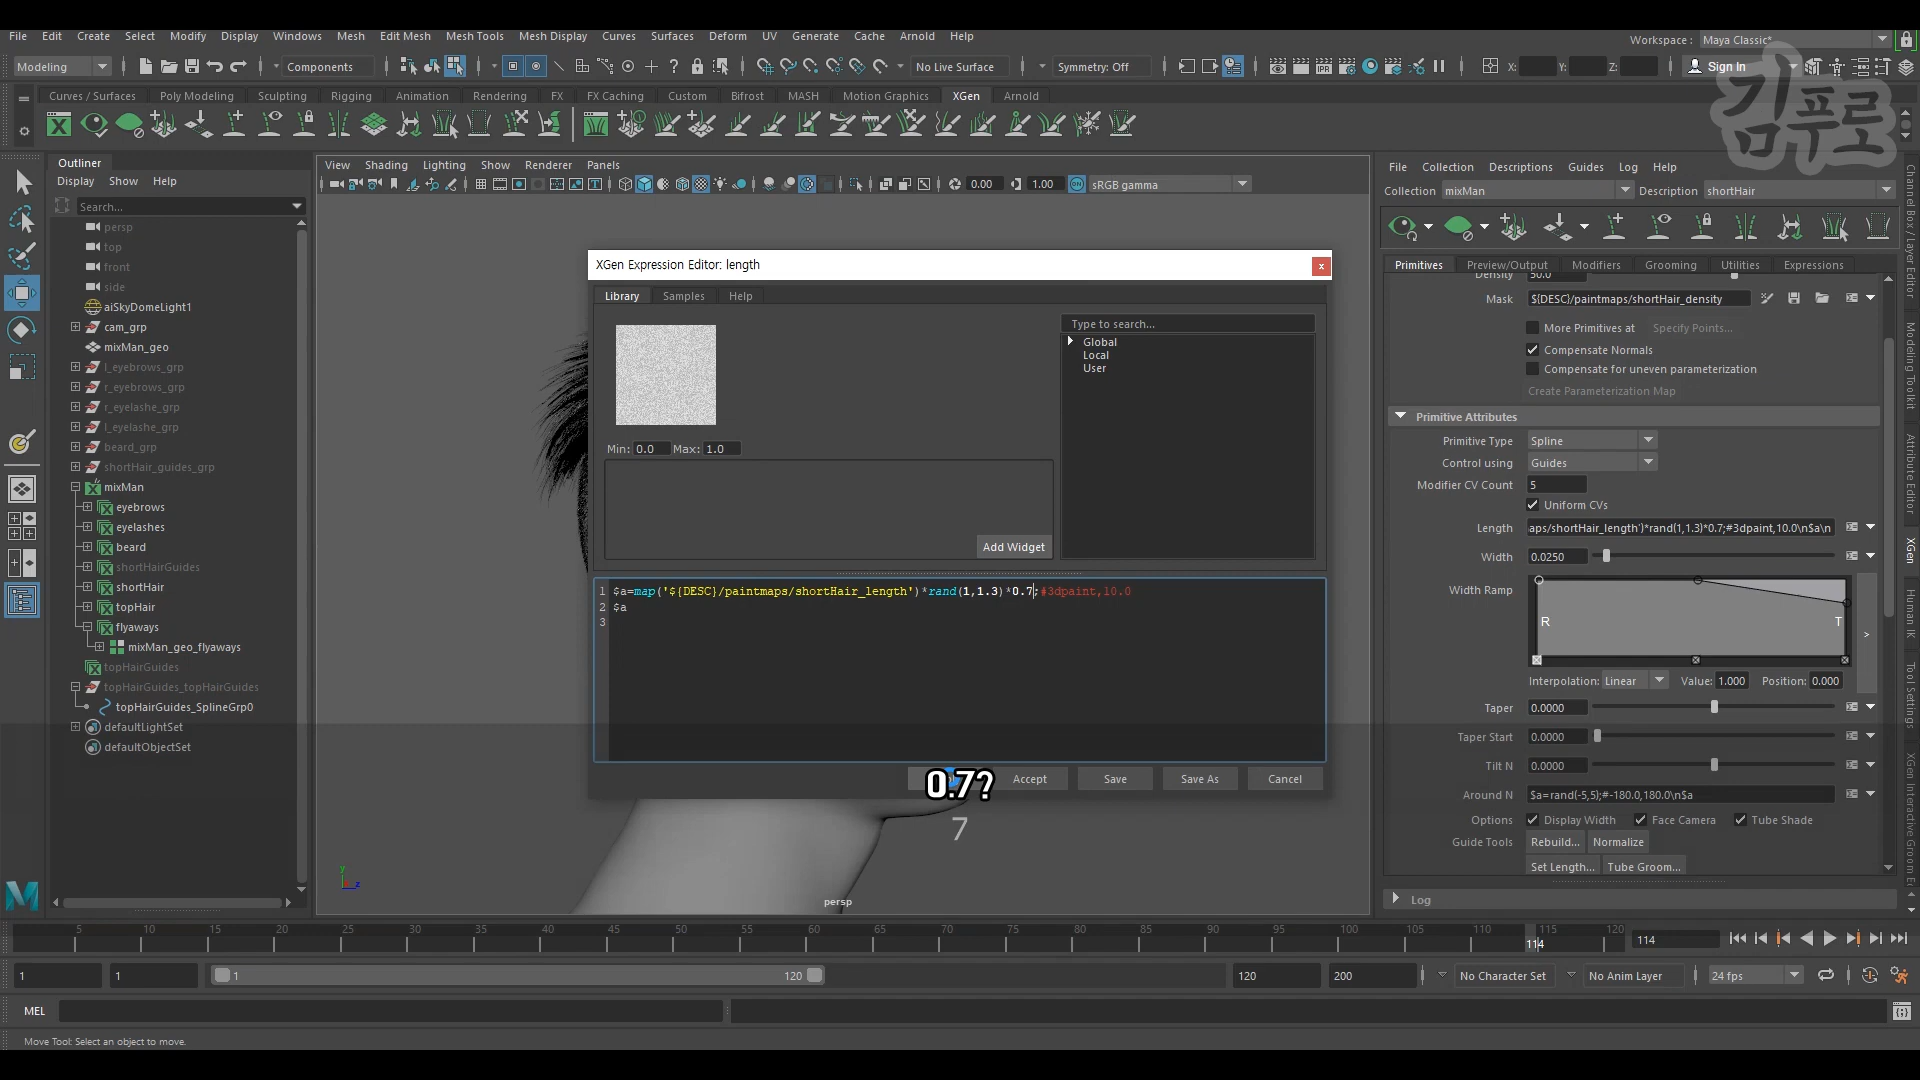 File Edit Create Select Modify Display Windows Mesh Edit Mesh Mesh Tools Mesh Display Curves Surfaces Deform UV Generate Cache Arnold Help
Workspace : Maya Classic*
Modeling Components No Live Surface Symmetry: Off X: Y: Z: Sign In
김푸름
Curves / Surfaces Poly Modeling Sculpting Rigging Animation Rendering FX FX Caching Custom Bifrost MASH Motion Graphics XGen Arnold
Outliner
Display Show Help
Search...
persp
top
front
side
aiSkyDomeLight1
cam_grp
mixMan_geo
l_eyebrows_grp
r_eyebrows_grp
r_eyelashe_grp
l_eyelashe_grp
beard_grp
shortHair_guides_grp
mixMan
eyebrows
eyelashes
beard
shortHairGuides
shortHair
topHair
flyaways
mixMan_geo_flyaways
topHairGuides
topHairGuides_topHairGuides
topHairGuides_SplineGrp0
defaultLightSet
defaultObjectSet
View Shading Lighting Show Renderer Panels
0.00 1.00 ON sRGB gamma
XGen Expression Editor: length
x
Library Samples Help
Min: 0.0 Max: 1.0
Add Widget
Type to search...
Global
Local
User
1 $a=map('${DESC}/paintmaps/shortHair_length')*rand(1,1.3)*0.7;#3dpaint,10.0
2 $a
3
Accept Save Save As Cancel
0.7?
7
persp
y
z
File Collection Descriptions Guides Log Help
Collection mixMan Description shortHair
Primitives Preview/Output Modifiers Grooming Utilities Expressions
Density 50.0
Mask ${DESC}/paintmaps/shortHair_density
More Primitives at Specify Points...
Compensate Normals
Compensate for uneven parameterization
Create Parameterization Map
Primitive Attributes
Primitive Type Spline
Control using Guides
Modifier CV Count 5
Uniform CVs
Length aps/shortHair_length')*rand(1,1.3)*0.7;#3dpaint,10.0\n$a\n
Width 0.0250
Width Ramp
R T
>
Interpolation: Linear Value: 1.000 Position: 0.000
Taper 0.0000
Taper Start 0.0000
Tilt N 0.0000
Around N $a=rand(-5,5);#-180.0,180.0\n$a
Options Display Width Face Camera Tube Shade
Guide Tools Rebuild... Normalize
Set Length... Tube Groom...
Log
Channel Box / Layer Editor
Modeling Toolkit
Attribute Editor
XGen
Human IK
Tool Settings
XGen Interactive Groom E
5 10 15 20 25 30 35 40 45 50 55 60 65 70 75 80 85 90 95 100 105 110 115 120
114
114
1 1 1 120 120 200 No Character Set No Anim Layer 24 fps
MEL
Move Tool: Select an object to move.